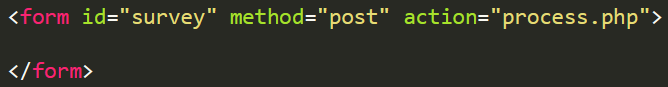 <form id="survey" method="post" action="process.php">
</form>